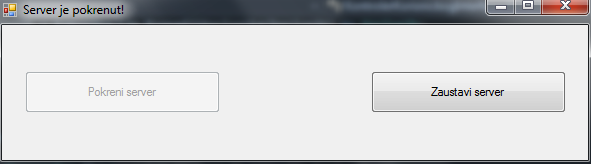 Server je pokrenut!
Pokreni server
Zaustavi server